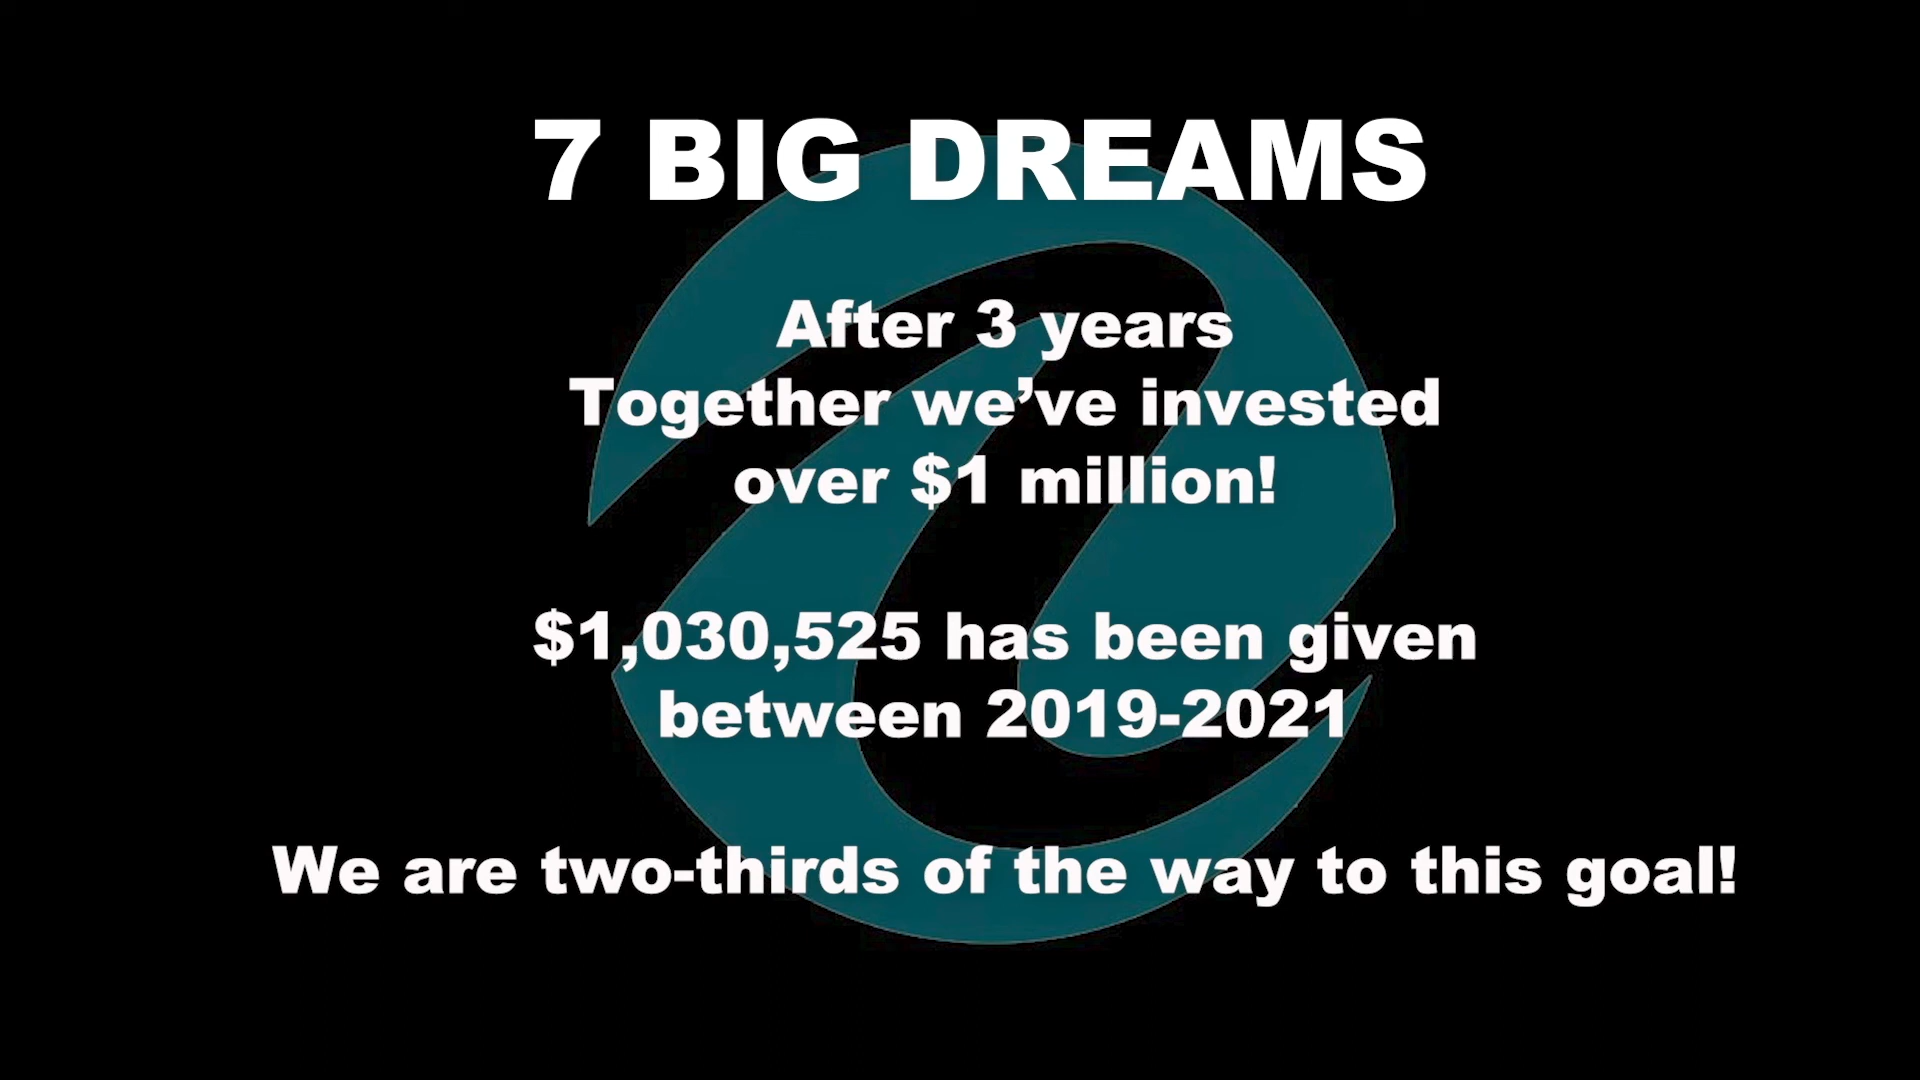 7 BIG DREAMS
After 3 years
Together we’ve invested
over $1 million!
$1,030,525 has been given
between 2019-2021
We are two-thirds of the way to this goal!